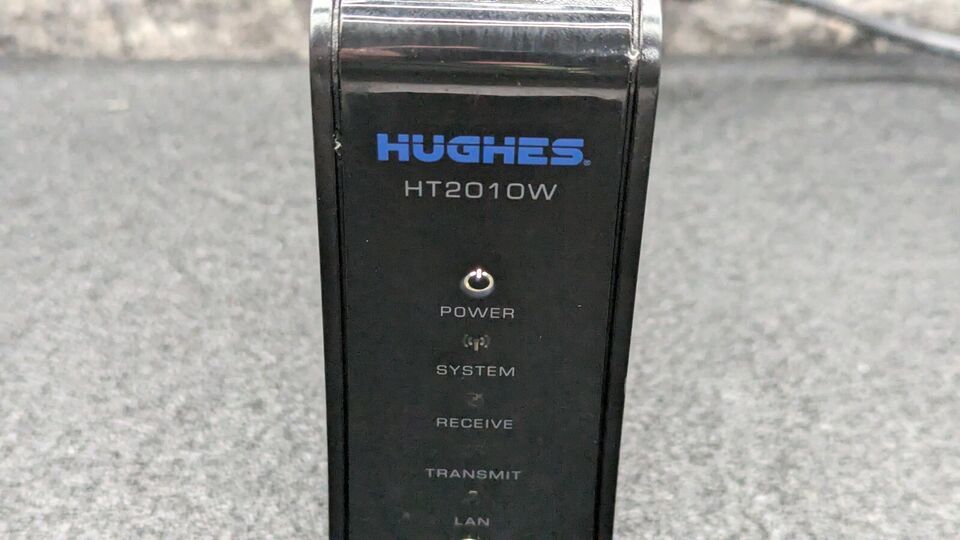 HUGHES®
HT2010W
POWER
SYSTEM
RECEIVE
TRANSMIT
LAN